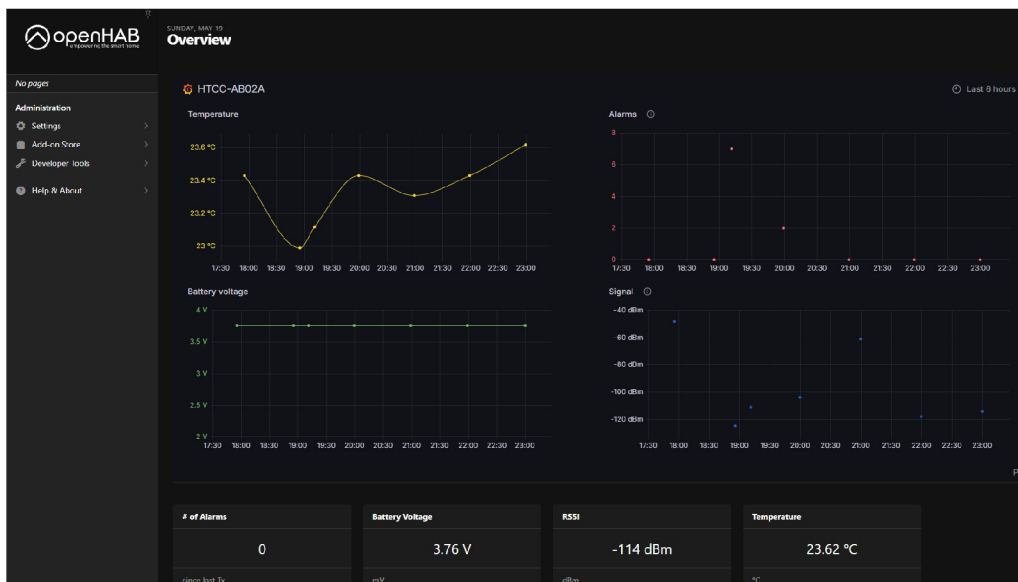 openHAB
empowering the smart home
SUNDAY, MAY 19
Overview
No pages
Administration
Settings
Add-on Store
Developer Tools
Help & About
HTCC-AB02A
Last 6 hours
Temperature
23.6 °C
23.4 °C
23.2 °C
23 °C
17:30 18:00 18:30 19:00 19:30 20:00 20:30 21:00 21:30 22:00 22:30 23:00
Alarms
8
6
4
2
0
17:30 18:00 18:30 19:00 19:30 20:00 20:30 21:00 21:30 22:00 22:30 23:00
Battery voltage
4 V
3.5 V
3 V
2.5 V
2 V
17:30 18:00 18:30 19:00 19:30 20:00 20:30 21:00 21:30 22:00 22:30 23:00
Signal
-40 dBm
-60 dBm
-80 dBm
-100 dBm
-120 dBm
17:30 18:00 18:30 19:00 19:30 20:00 20:30 21:00 21:30 22:00 22:30 23:00
P
# of Alarms
0
since last Tx
Battery Voltage
3.76 V
mV
RSSI
-114 dBm
dBm
Temperature
23.62 °C
°C